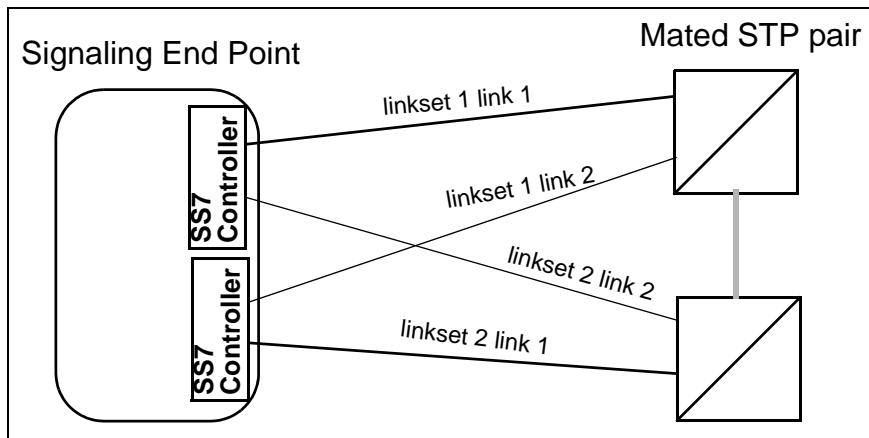 Signaling End Point
Mated STP pair
linkset 1 link 1
SS7
Controller
linkset 1 link 2
linkset 2 link 2
SS7
Controller
linkset 2 link 1